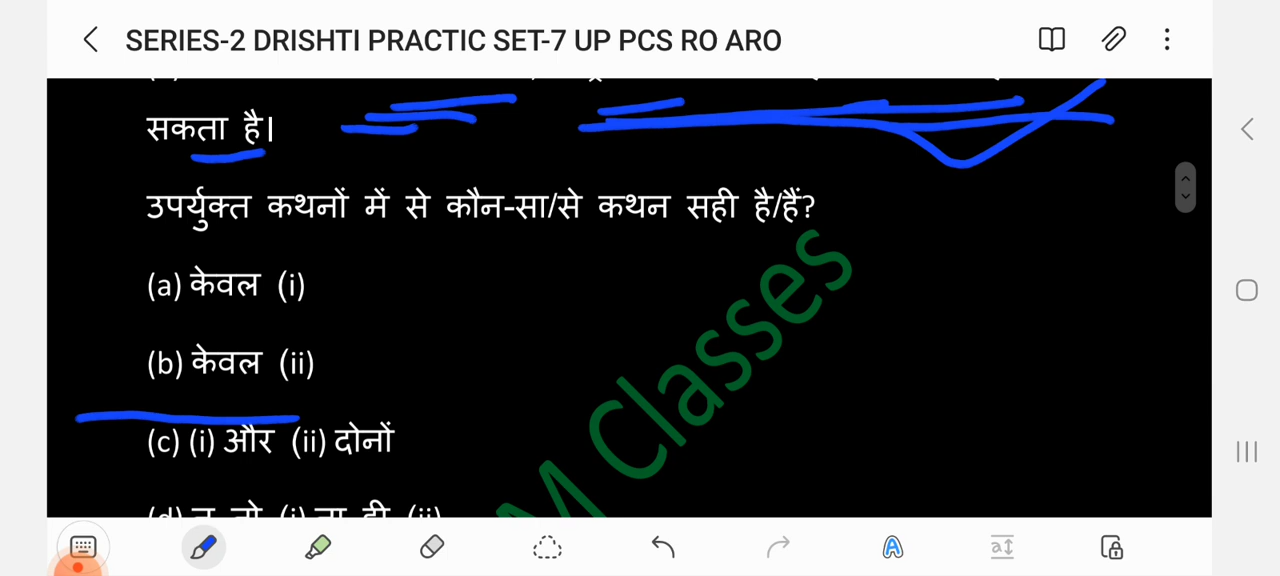 SERIES-2 DRISHTI PRACTIC SET-7 UP PCS RO ARO
सकता है।
उपर्युक्त कथनों में से कौन-सा/से कथन सही है/हैं?
(a) केवल (i)
(b) केवल (ii)
(c) (i) और (ii) दोनों
(d) न तो (i) ना ही (ii)
M Classes